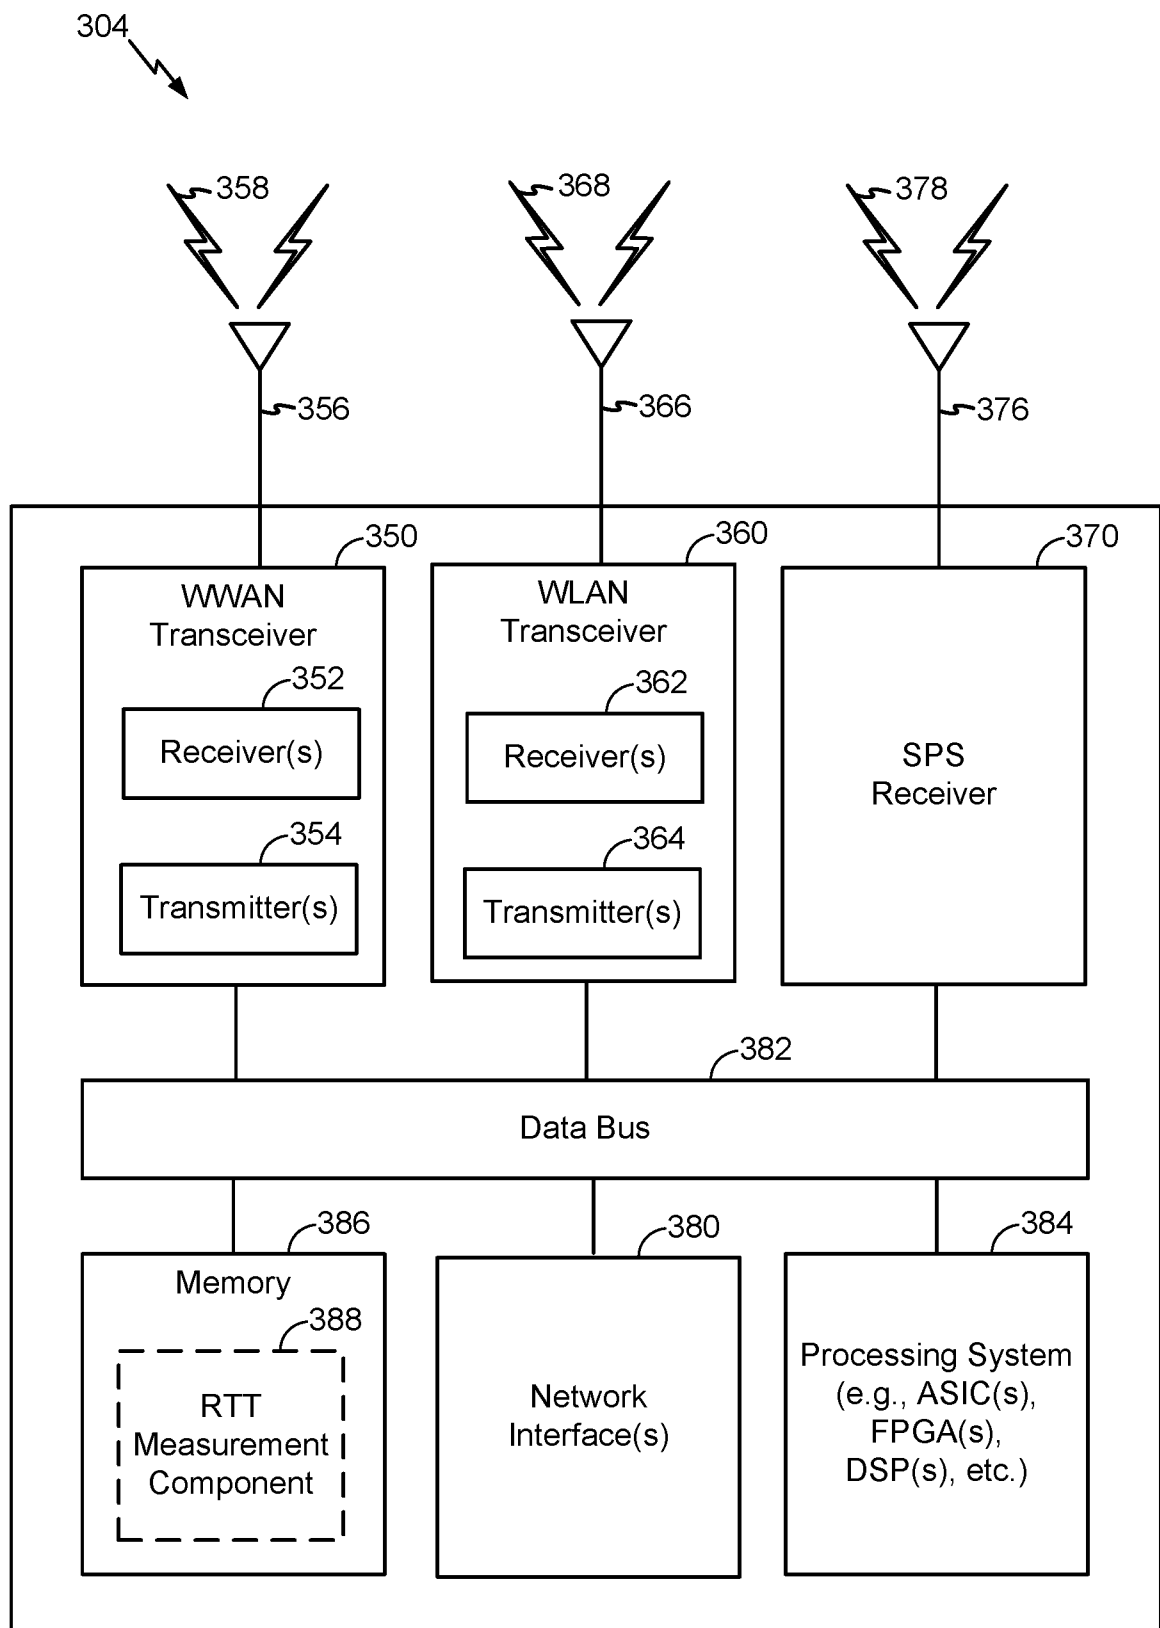 304
358
368
378
356
366
376
350
360
370
WWAN
Transceiver
WLAN
Transceiver
352
362
Receiver(s)
Receiver(s)
SPS
Receiver
354
364
Transmitter(s)
Transmitter(s)
382
Data Bus
386
380
384
Memory
388
RTT
Measurement
Component
Network
Interface(s)
Processing System
(e.g., ASIC(s),
FPGA(s),
DSP(s), etc.)